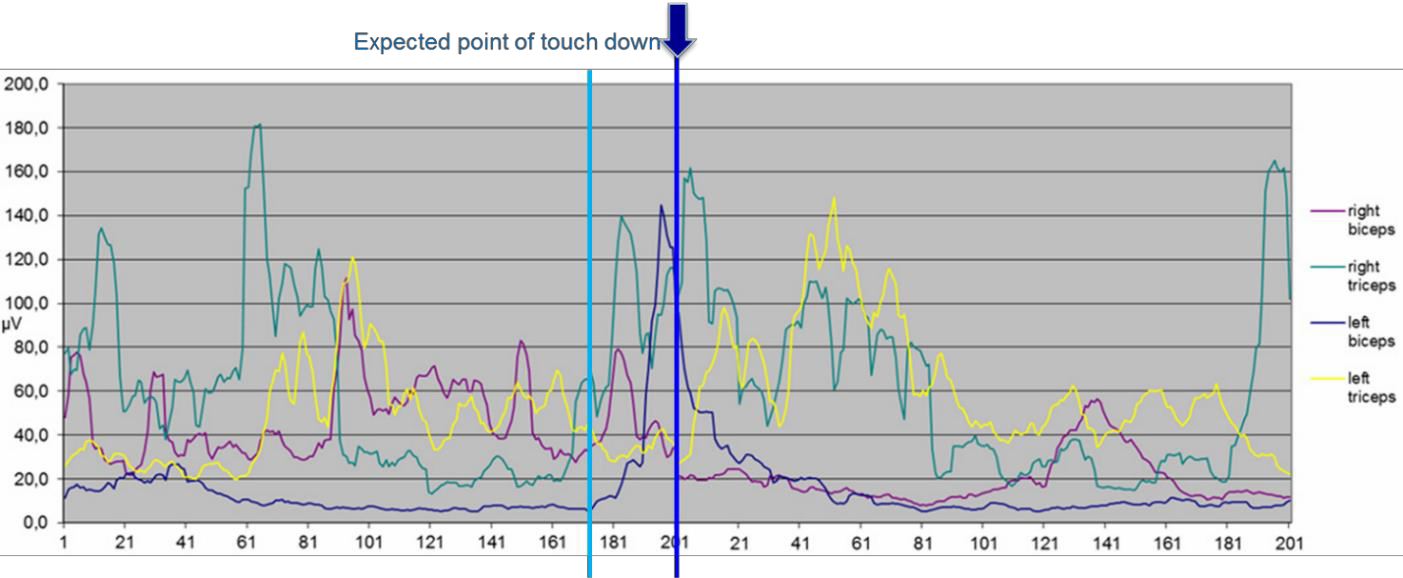 Expected point of touch down
200,0
180,0
160,0
140,0
120,0
100,0
µV
80,0
60,0
40,0
20,0
0,0
1 21 41 61 81 101 121 141 161 181 201 21 41 61 81 101 121 141 161 181 201
right
biceps
right
triceps
left
biceps
left
triceps